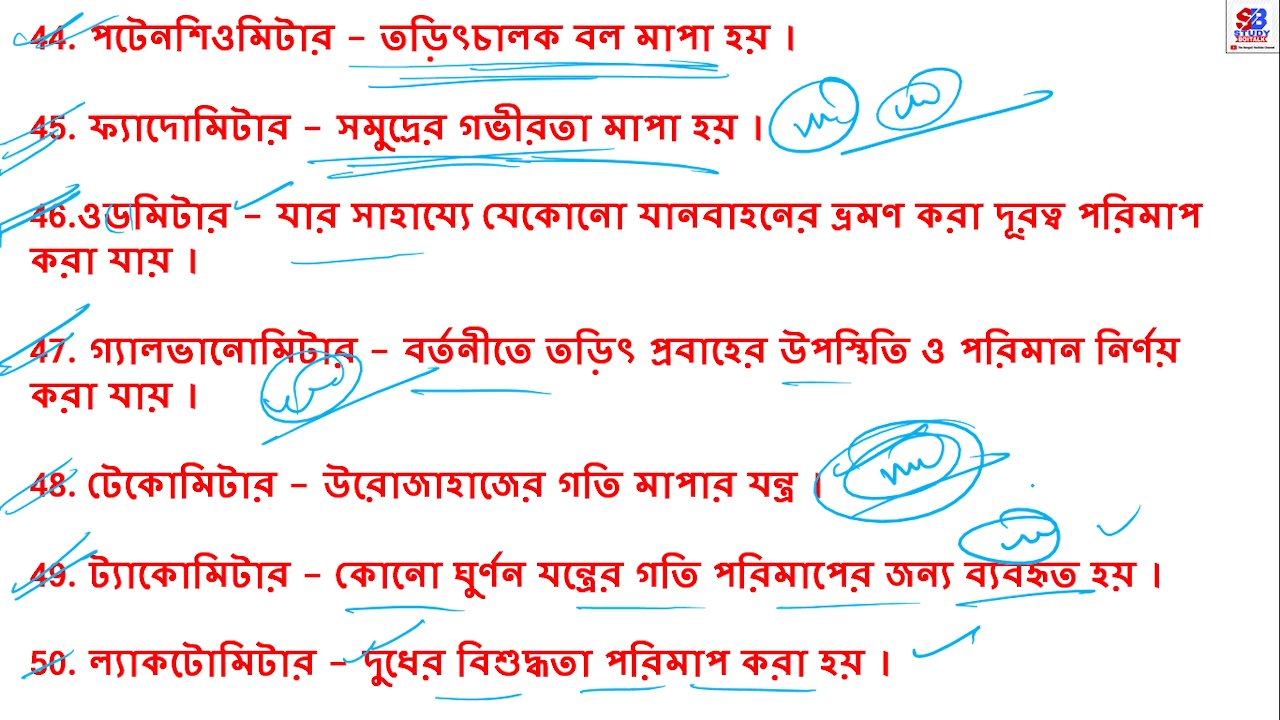 44. পটেনশিওমিটার – তড়িৎচালক বল মাপা হয় ।
45. ফ্যাদোমিটার – সমুদ্রের গভীরতা মাপা হয় ।
46.ওডমিটার – যার সাহায্যে যেকোনো যানবাহনের ভ্রমণ করা দূরত্ব পরিমাপ
করা যায় ।
47. গ্যালভানোমিটার – বর্তনীতে তড়িৎ প্রবাহের উপস্থিতি ও পরিমান নির্ণয়
করা যায় ।
48. টেকোমিটার – উরোজাহাজের গতি মাপার যন্ত্র ।
49. ট্যাকোমিটার – কোনো ঘুর্ণন যন্ত্রের গতি পরিমাপের জন্য ব্যবহৃত হয় ।
50. ল্যাকটোমিটার – দুধের বিশুদ্ধতা পরিমাপ করা হয় ।
SB
STUDY